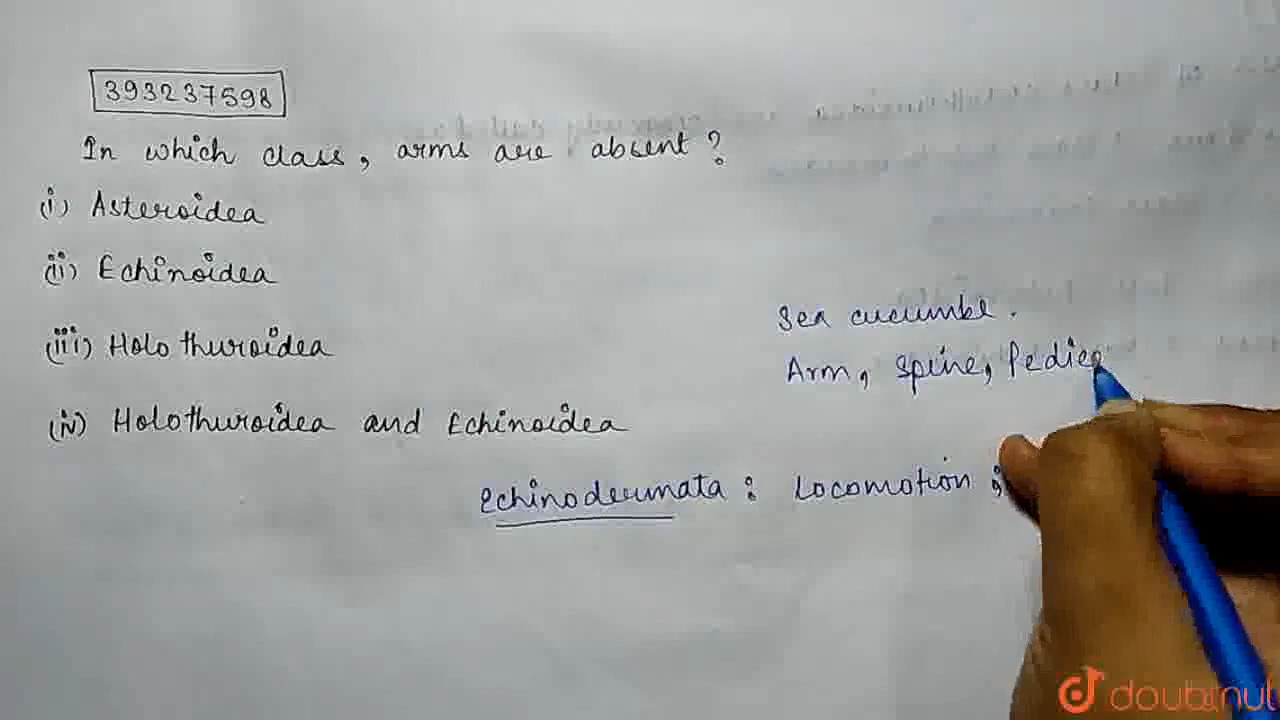 393237598
In which class, arms are absent?
(i) Asteroidea
(ii) Echinoidea
(iii) Holothuroidea
(iv) Holothuroidea and Echinoidea
Sea cucumbe.
Arm, spine, Pedice
Echinodermata : Locomotion ;
doubtnut